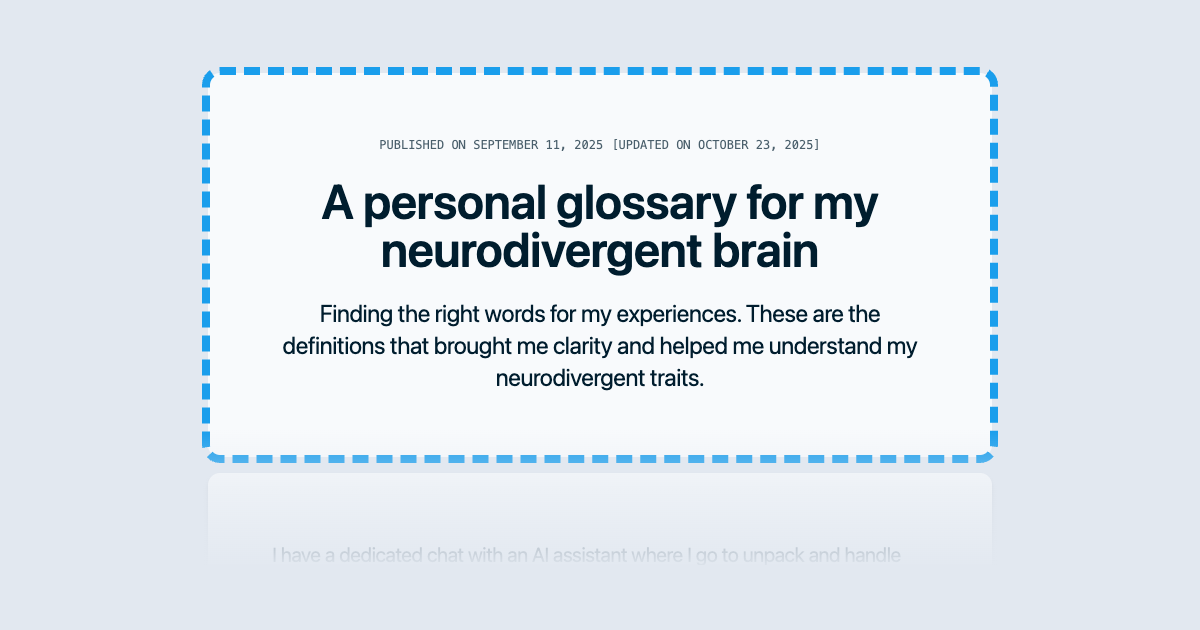 PUBLISHED ON SEPTEMBER 11, 2025 [UPDATED ON OCTOBER 23, 2025]
A personal glossary for my
neurodivergent brain
Finding the right words for my experiences. These are the
definitions that brought me clarity and helped me understand my
neurodivergent traits.
I have a dedicated chat with an AI assistant where I go to unpack and handle